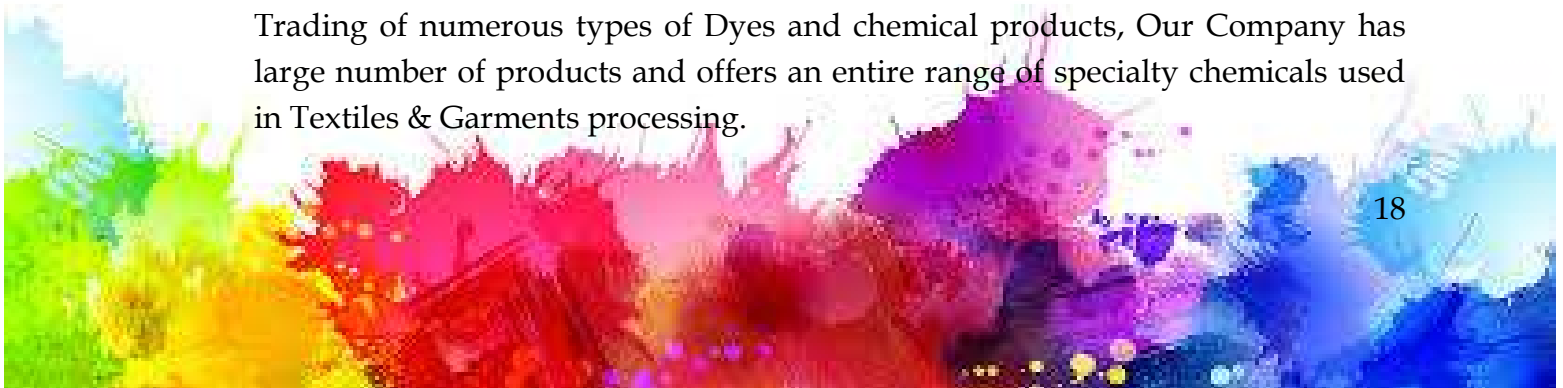 Trading of numerous types of Dyes and chemical products, Our Company has
large number of products and offers an entire range of specialty chemicals used
in Textiles & Garments processing.
18